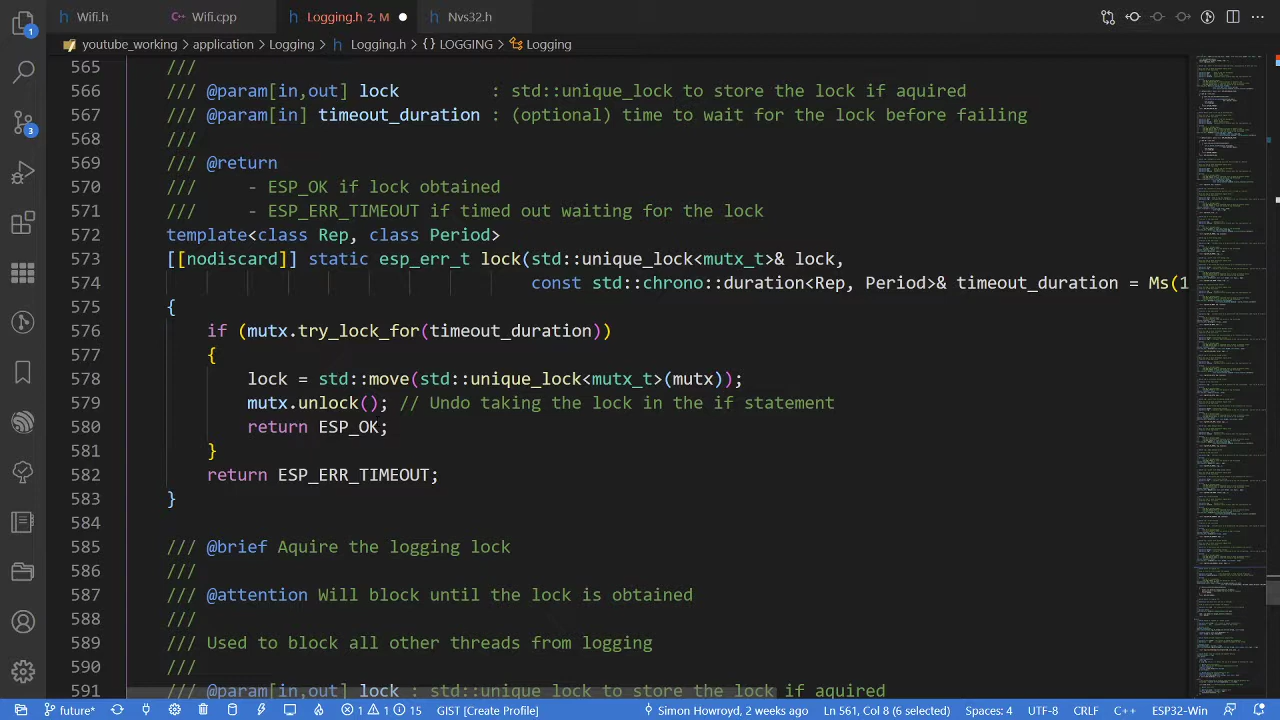 Wifi.h Wifi.cpp Logging.h 2, M Nvs32.h
youtube_working > application > Logging > Logging.h > {} LOGGING > Logging
565 ///
566 /// @param[in,out] lock ::unique_lock to store the lock if aquired
567 /// @param[in] timeout_duration : (optional) time to wait for the lock before failing
568 ///
569 /// @return
570 /// - ESP_OK if lock obtained
571 /// - ESP_ERR_TIMEOUT if timed out waiting for the lock
572 template<class Rep, class Period>
573 [[nodiscard]] static esp_err_t lock(std::unique_lock<mutx_t>& lock,
574 const std::chrono::duration<Rep, Period>& timeout_duration = Ms(1
575 {
576 if (mutx.try_lock_for(timeout_duration))
577 {
578 lock = std::move(std::unique_lock<mutx_t>(mutx));
579 mutx.unlock(); undo the lock in the if statement
580 return ESP_OK;
581 }
582 return ESP_ERR_TIMEOUT;
583 }
584
585 /// @brief Aquire the logging lock
586 ///
587 /// @attention Will block until lock is obtained
588 ///
589 /// Used to block other threads from logging
590 ///
591 /// @param[in,out] lock : std::unique_lock to store the lock if aquired
future 0 1 15 GiST [Create New] Simon Howroyd, Ln 561, Col 8 (6 selected) Spaces: 4 UTF-8 CRLF C++ ESP32-Win